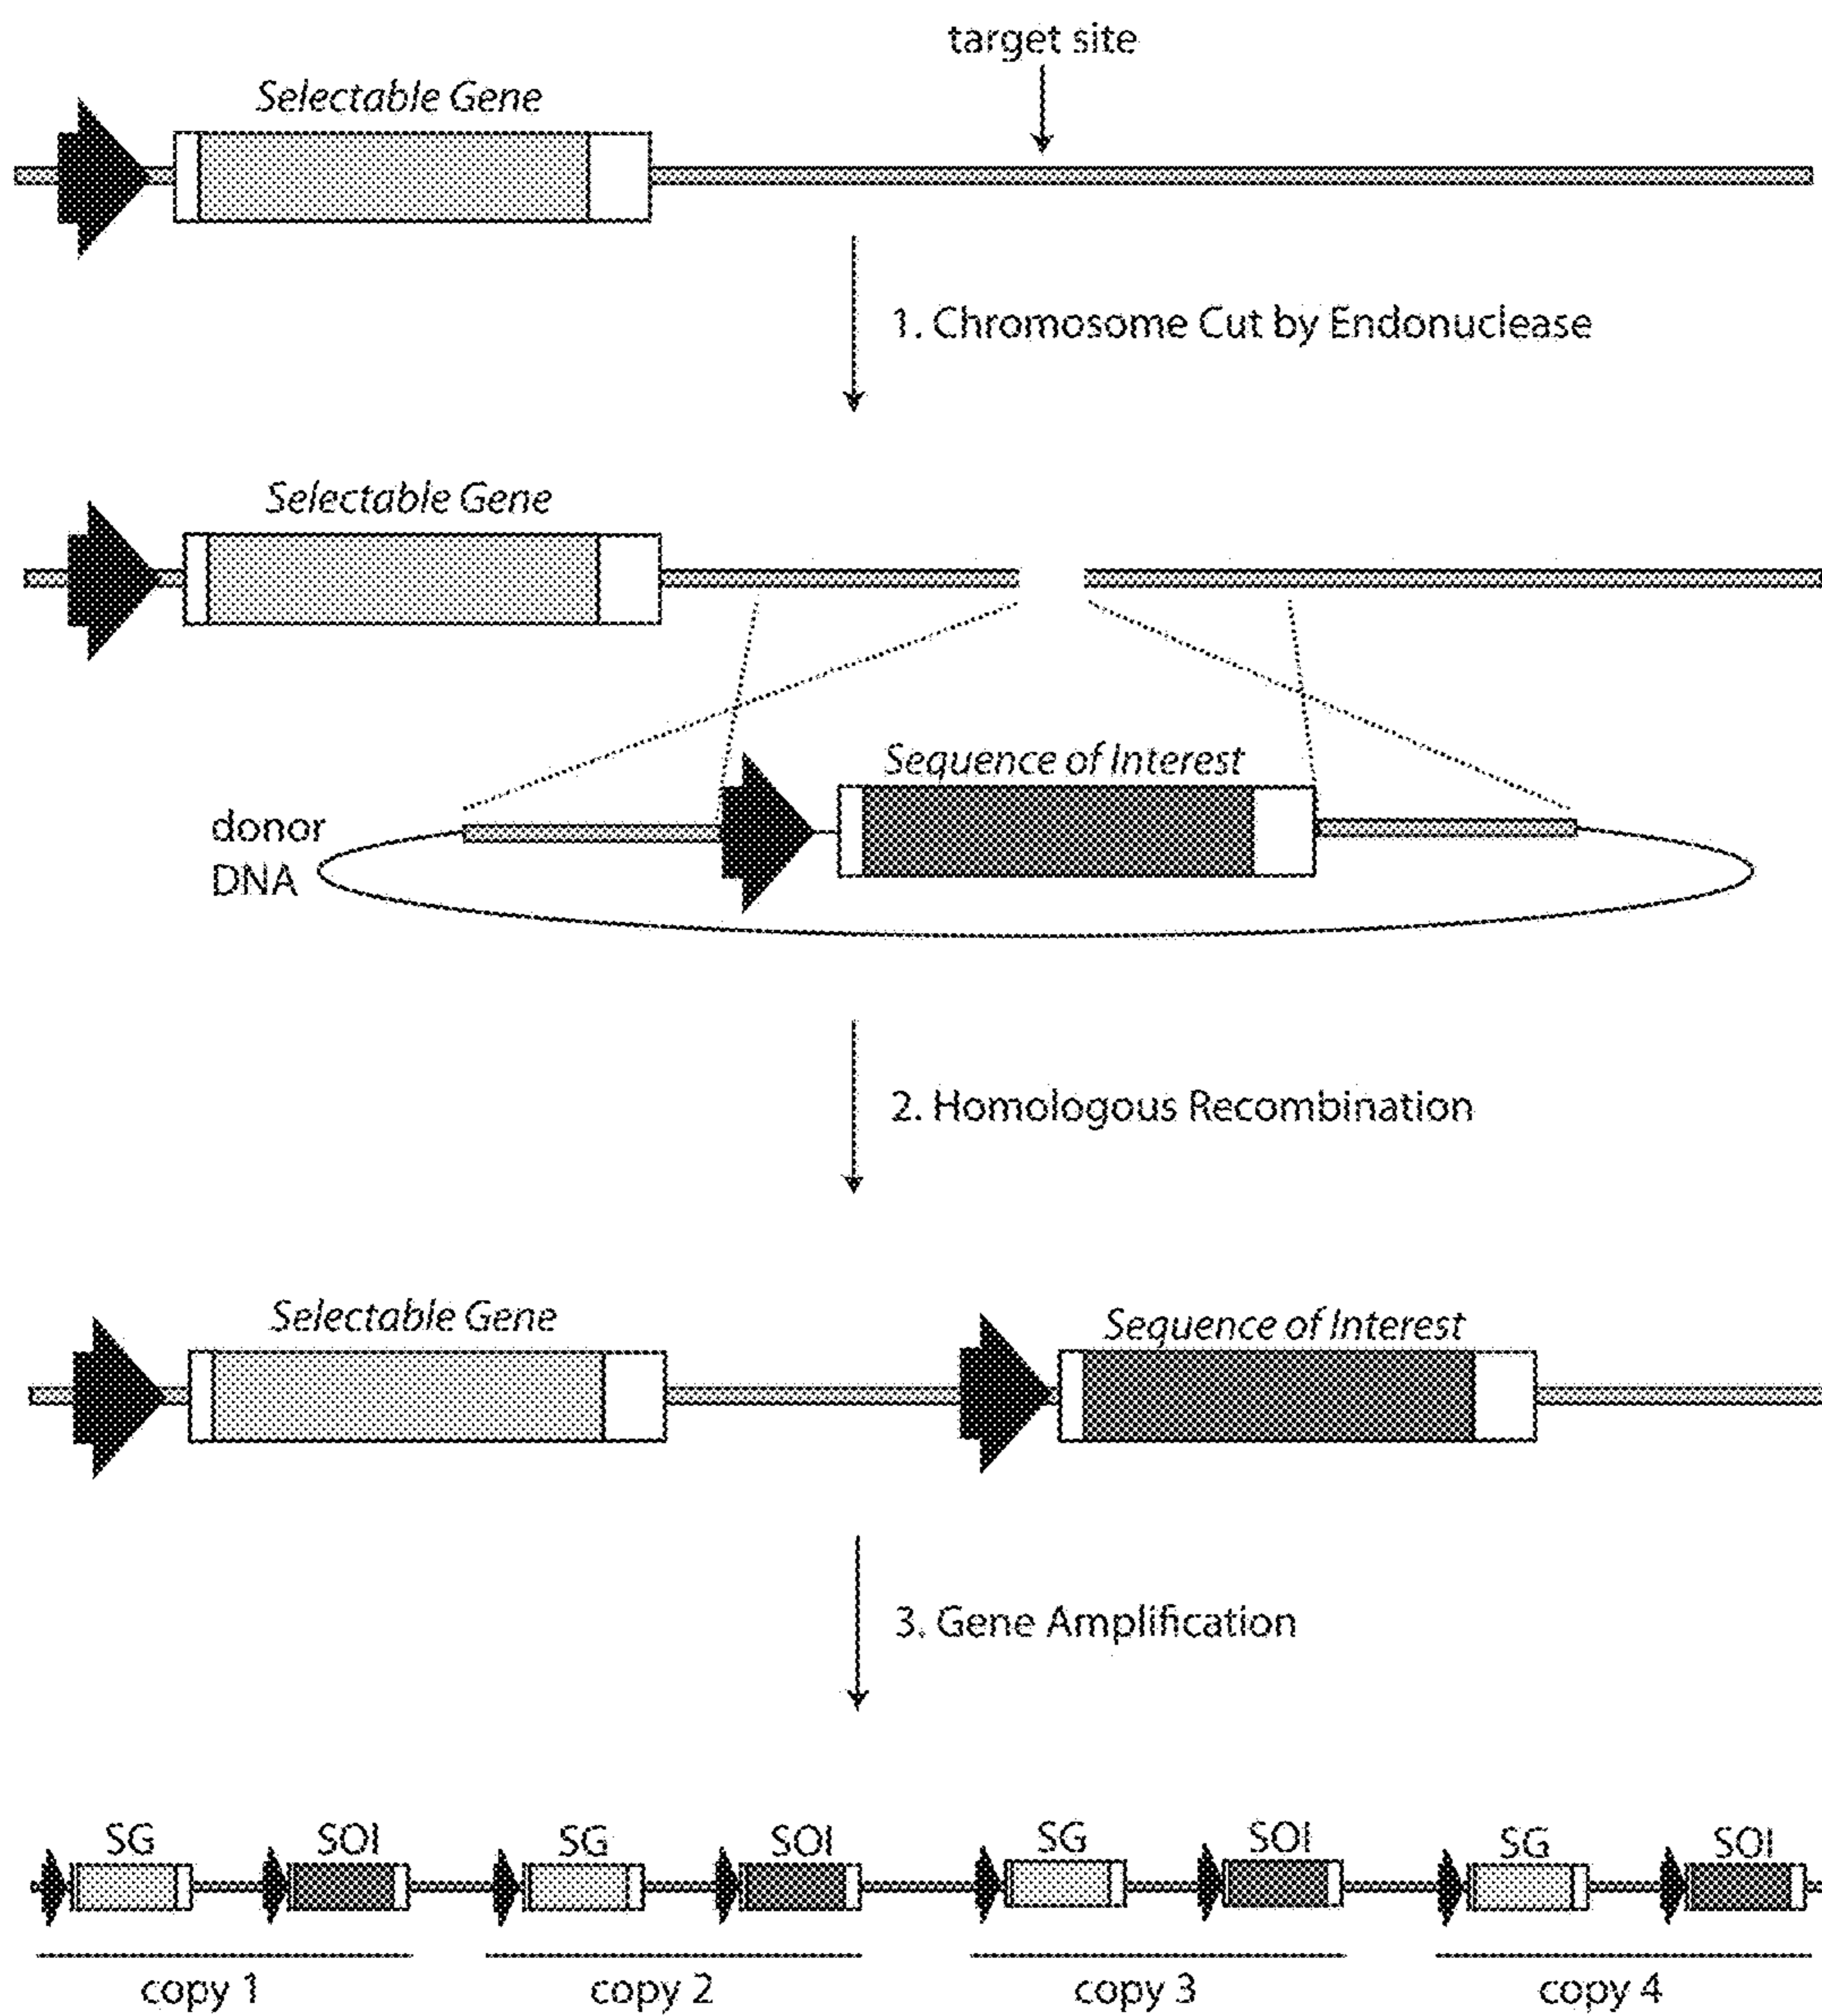 target site
Selectable Gene
1. Chromosome Cut by Endonuclease
Selectable Gene
Sequence of Interest
donor
DNA
2. Homologous Recombination
Selectable Gene
Sequence of Interest
3. Gene Amplification
SG SOI SG SOI SG SOI SG SOI
copy 1 copy 2 copy 3 copy 4